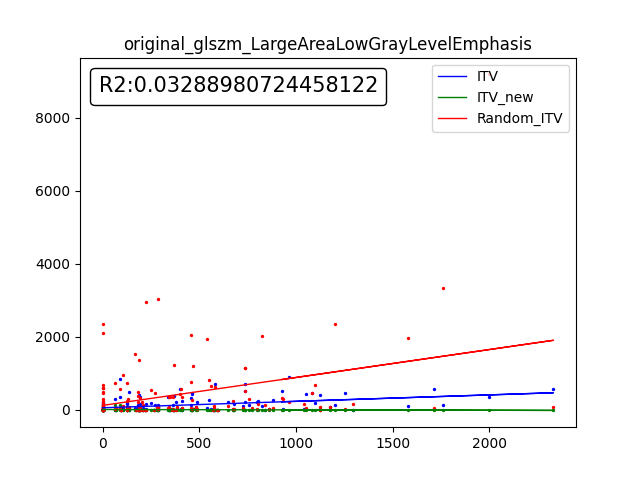 original_glszm_LargeAreaLowGrayLevelEmphasis
R2:0.03288980724458122
ITV
ITV_new
Random_ITV
8000
6000
4000
2000
0
0 500 1000 1500 2000